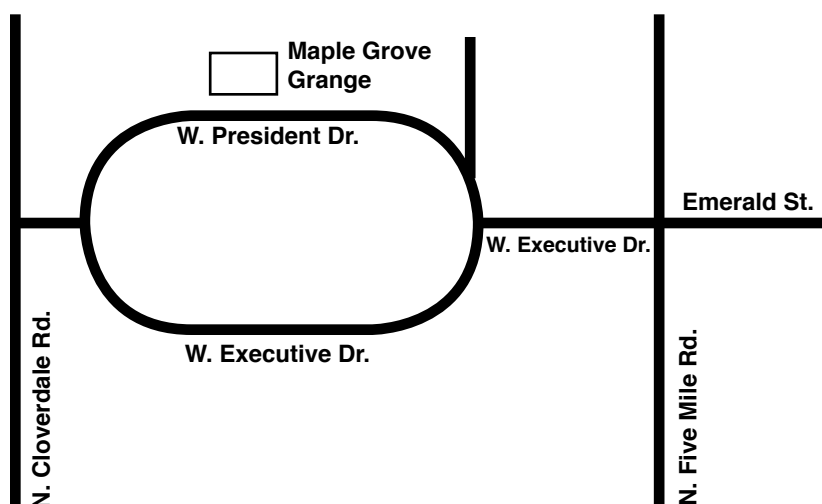 Maple Grove
Grange
W. President Dr.
Emerald St.
W. Executive Dr.
W. Executive Dr.
N. Cloverdale Rd.
N. Five Mile Rd.